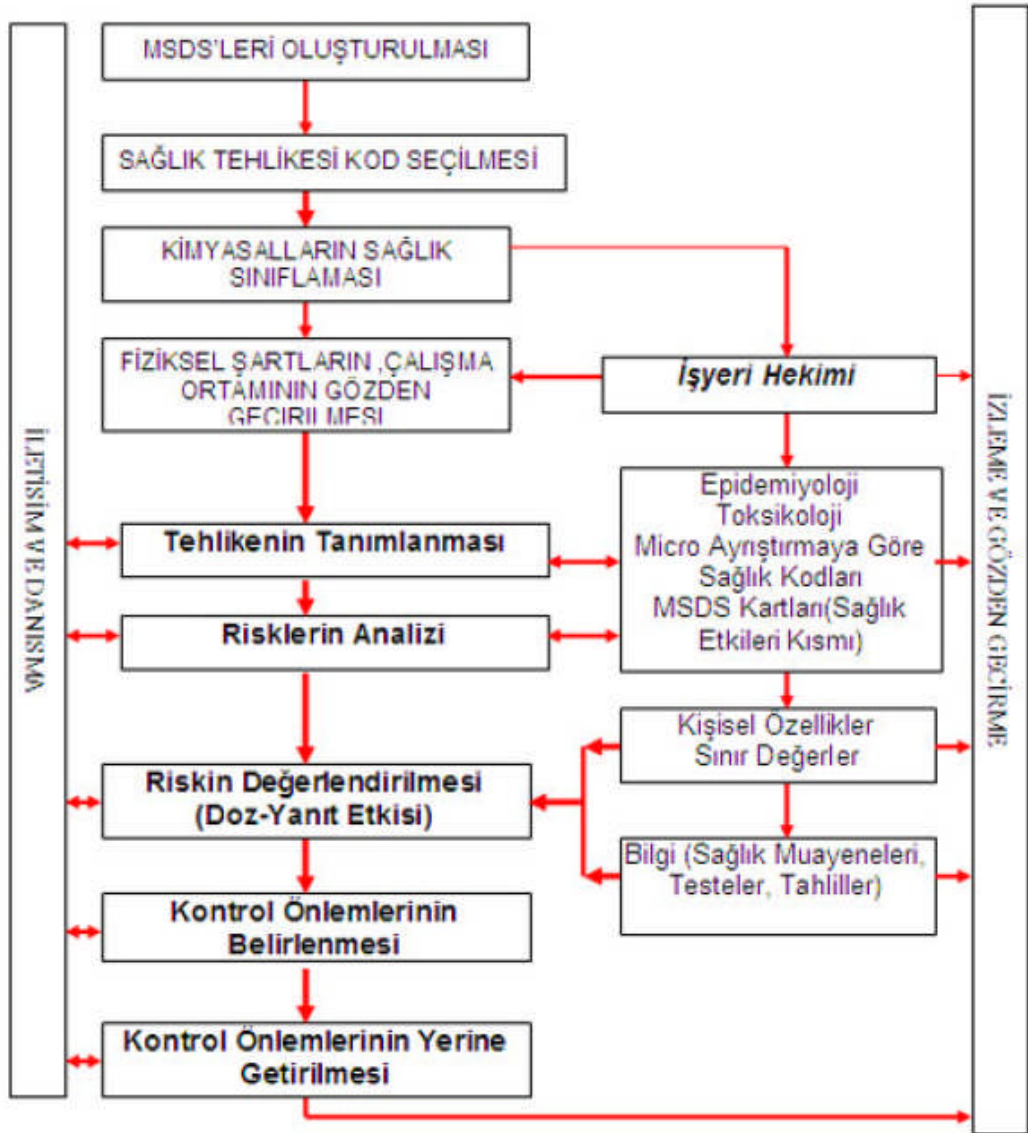 MSDS'LERİ OLUŞTURULMASI
SAĞLIK TEHLİKESİ KOD SEÇİLMESİ
KİMYASALLARIN SAĞLIK
SINIFLAMASI
FİZİKSEL ŞARTLARIN ,ÇALIŞMA
ORTAMININ GÖZDEN
GEÇİRİLMESİ
Tehlikenin Tanımlanması
Risklerin Analizi
Riskin Değerlendirilmesi
(Doz-Yanıt Etkisi)
Kontrol Önlemlerinin
Belirlenmesi
Kontrol Önlemlerinin Yerine
Getirilmesi
İşyeri Hekimi
Epidemiyoloji
Toksikoloji
Micro Ayrıştırmaya Göre
Sağlık Kodları
MSDS Kartları(Sağlık
Etkileri Kısmı)
Kişisel Özellikler
Sınır Değerler
Bilgi (Sağlık Muayeneleri,
Testeler, Tahliller)
İLETİSİM VE DANISMA
İZLEME VE GÖZDEN GECİRME